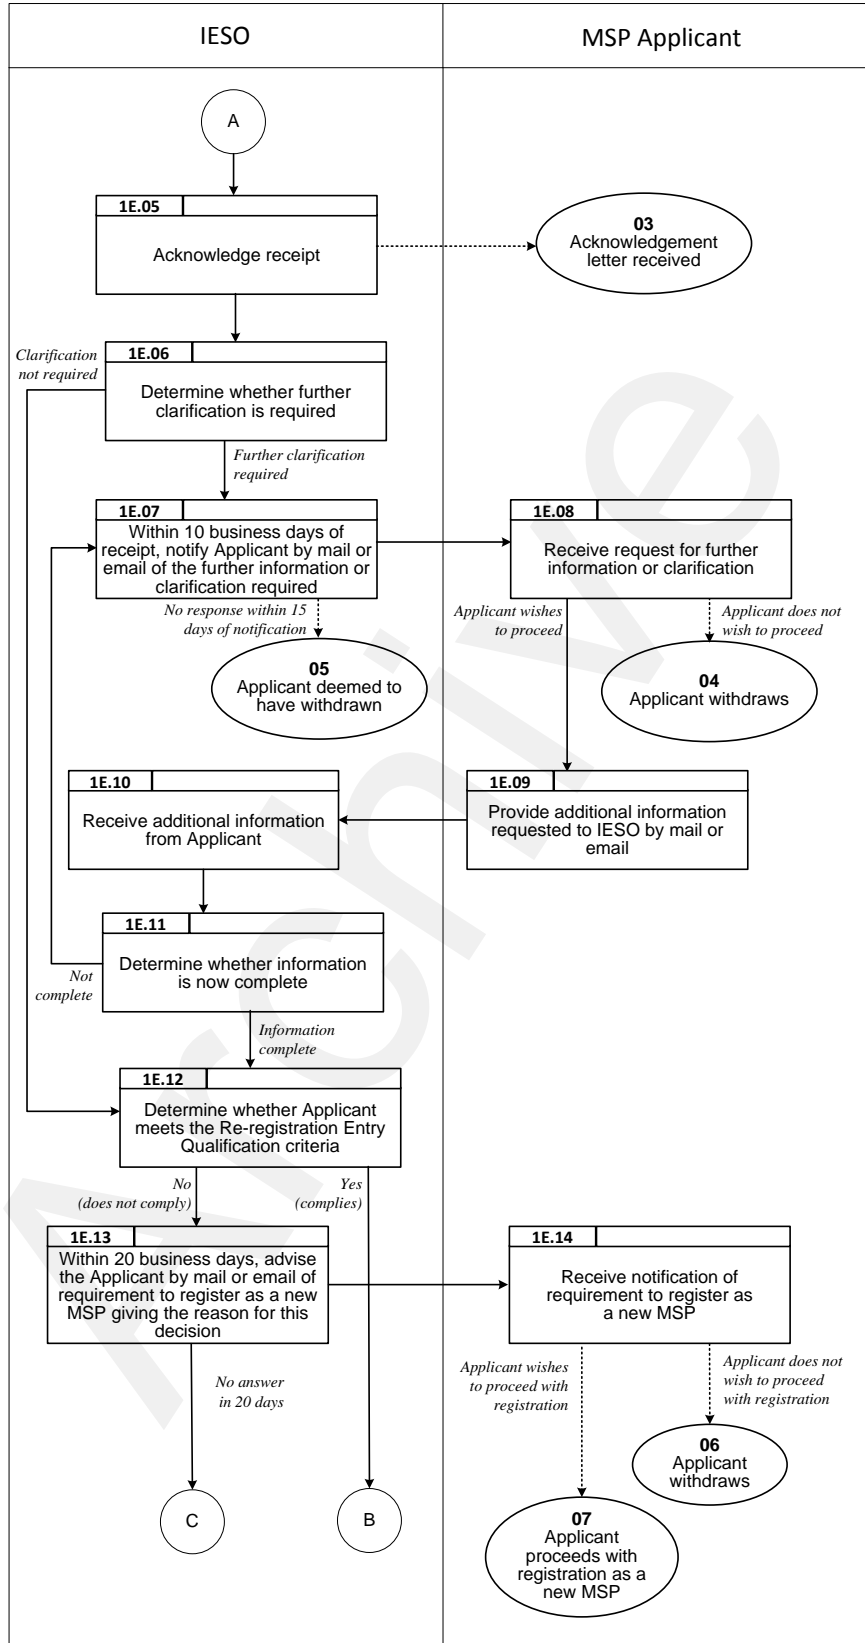 IESO
MSP Applicant
A
1E.05
Acknowledge receipt
03
Acknowledgement
letter received
Clarification
not required
1E.06
Determine whether further
clarification is required
Further clarification
required
1E.07
Within 10 business days of
receipt, notify Applicant by mail or
email of the further information or
clarification required
1E.08
Receive request for further
information or clarification
No response within 15
days of notification
Applicant wishes
to proceed
Applicant does not
wish to proceed
05
Applicant deemed to
have withdrawn
04
Applicant withdraws
1E.10
Receive additional information
from Applicant
1E.09
Provide additional information
requested to IESO by mail or
email
1E.11
Determine whether information
is now complete
Not
complete
Information
complete
1E.12
Determine whether Applicant
meets the Re-registration Entry
Qualification criteria
No
(does not comply)
Yes
(complies)
1E.13
Within 20 business days, advise
the Applicant by mail or email of
requirement to register as a new
MSP giving the reason for this
decision
1E.14
Receive notification of
requirement to register as
a new MSP
No answer
in 20 days
Applicant wishes
to proceed with
registration
Applicant does not
wish to proceed
with registration
06
Applicant
withdraws
C
B
07
Applicant
proceeds with
registration as a
new MSP
Archive